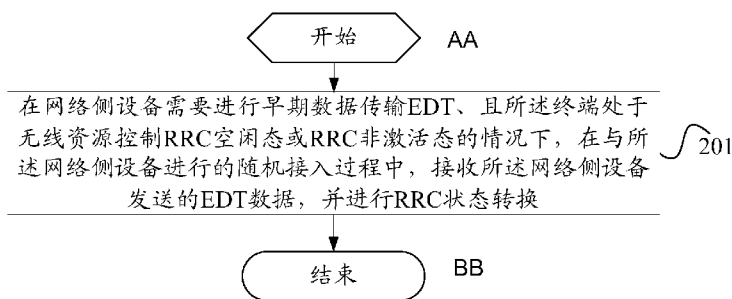 开始
AA
在网络侧设备需要进行早期数据传输EDT、且所述终端处于
无线资源控制RRC空闲态或RRC非激活态的情况下，在与所
述网络侧设备进行的随机接入过程中，接收所述网络侧设备
发送的EDT数据，并进行RRC状态转换
201
结束
BB